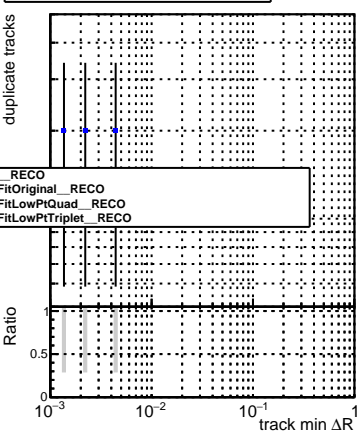 duplicate tracks
__RECO
FitOriginal__RECO
FitLowPtQuad__RECO
FitLowPtTriplet__RECO
Ratio
1
0.5
0
10⁻³ 10⁻² 10⁻¹ 1
track min ΔR